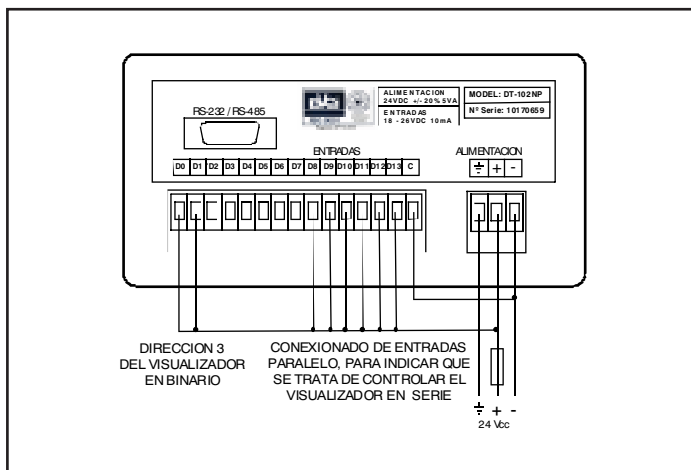 RS-232 / RS-485
ALIMENTACION
24VDC +/- 20% 5VA
ENTRADAS
18 - 26VDC 10mA
MODEL: DT-102NP
Nº Serie: 10170659
ENTRADAS
ALIMENTACION
D0 D1 D2 D3 D4 D5 D6 D7 D8 D9 D10 D11 D12 D13 C
+ -
DIRECCION 3
DEL VISUALIZADOR
EN BINARIO
CONEXIONADO DE ENTRADAS
PARALELO, PARA INDICAR QUE
SE TRATA DE CONTROLAR EL
VISUALIZADOR EN SERIE
+ -
24 Vcc